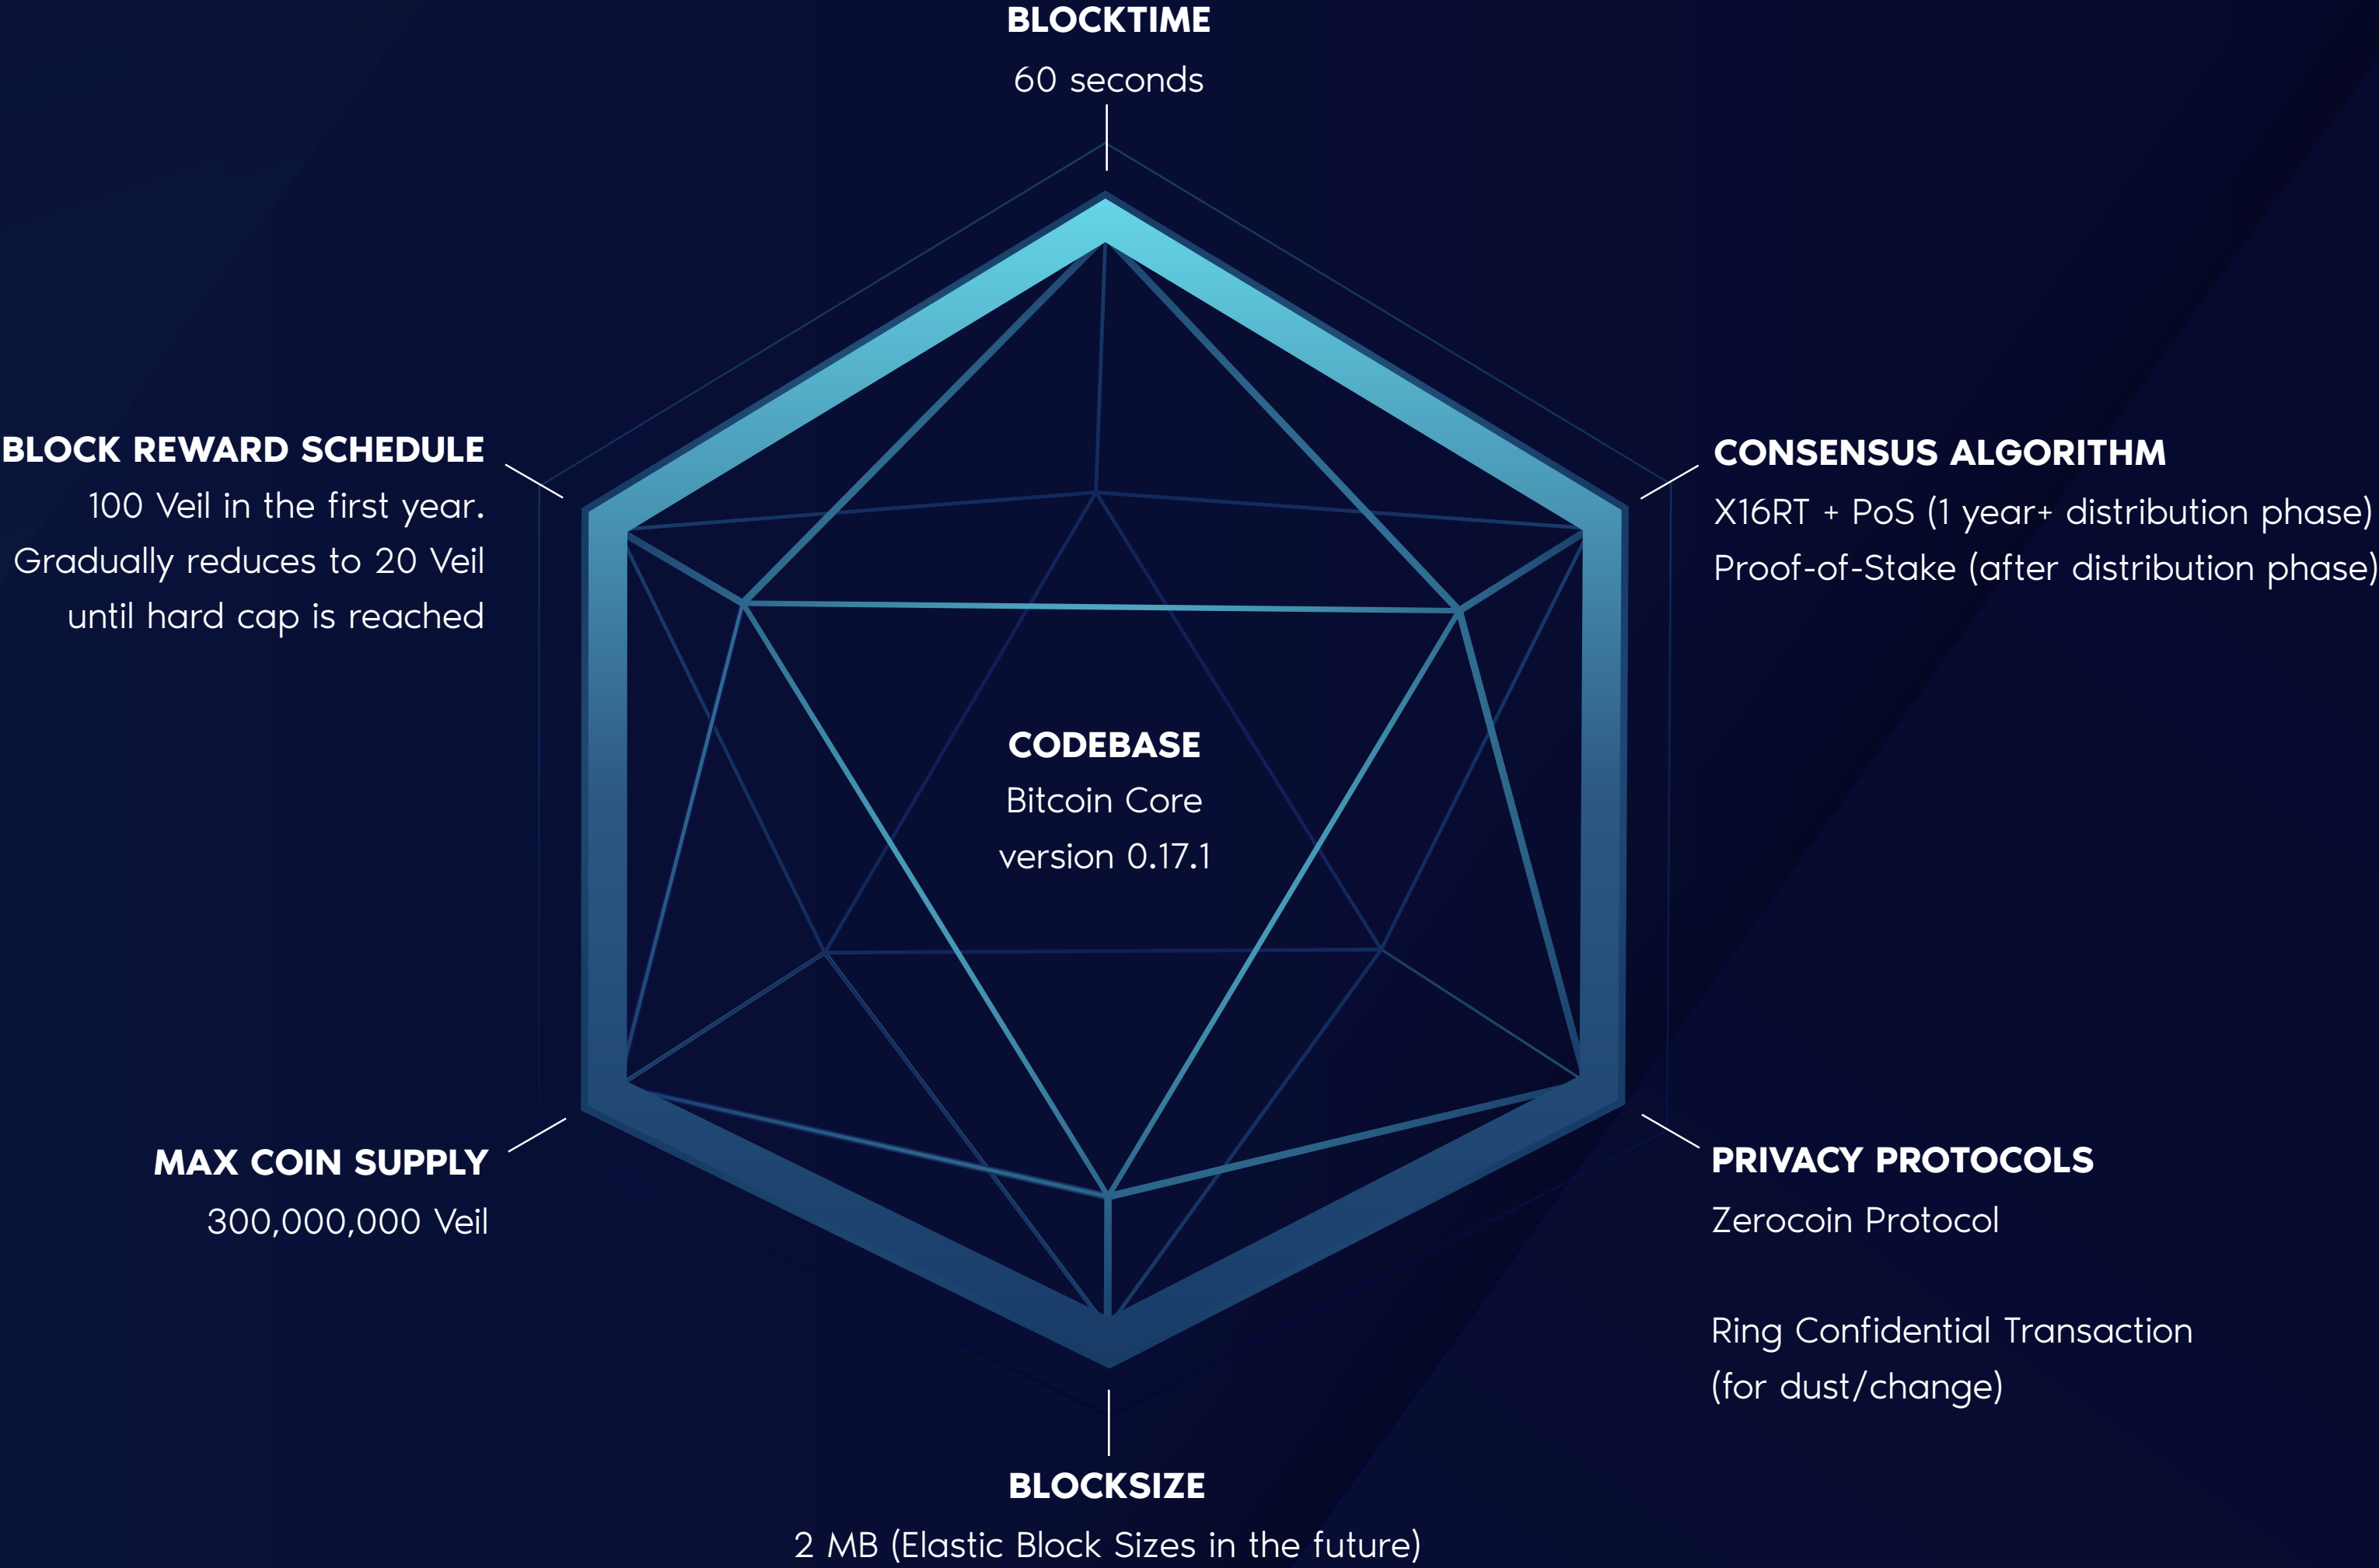 BLOCKTIME
60 seconds
BLOCK REWARD SCHEDULE
100 Veil in the first year.
Gradually reduces to 20 Veil
until hard cap is reached
CONSENSUS ALGORITHM
X16RT + PoS (1 year+ distribution phase)
Proof-of-Stake (after distribution phase)
CODEBASE
Bitcoin Core
version 0.17.1
MAX COIN SUPPLY
300,000,000 Veil
PRIVACY PROTOCOLS
Zerocoin Protocol
Ring Confidential Transaction
(for dust/change)
BLOCKSIZE
2 MB (Elastic Block Sizes in the future)